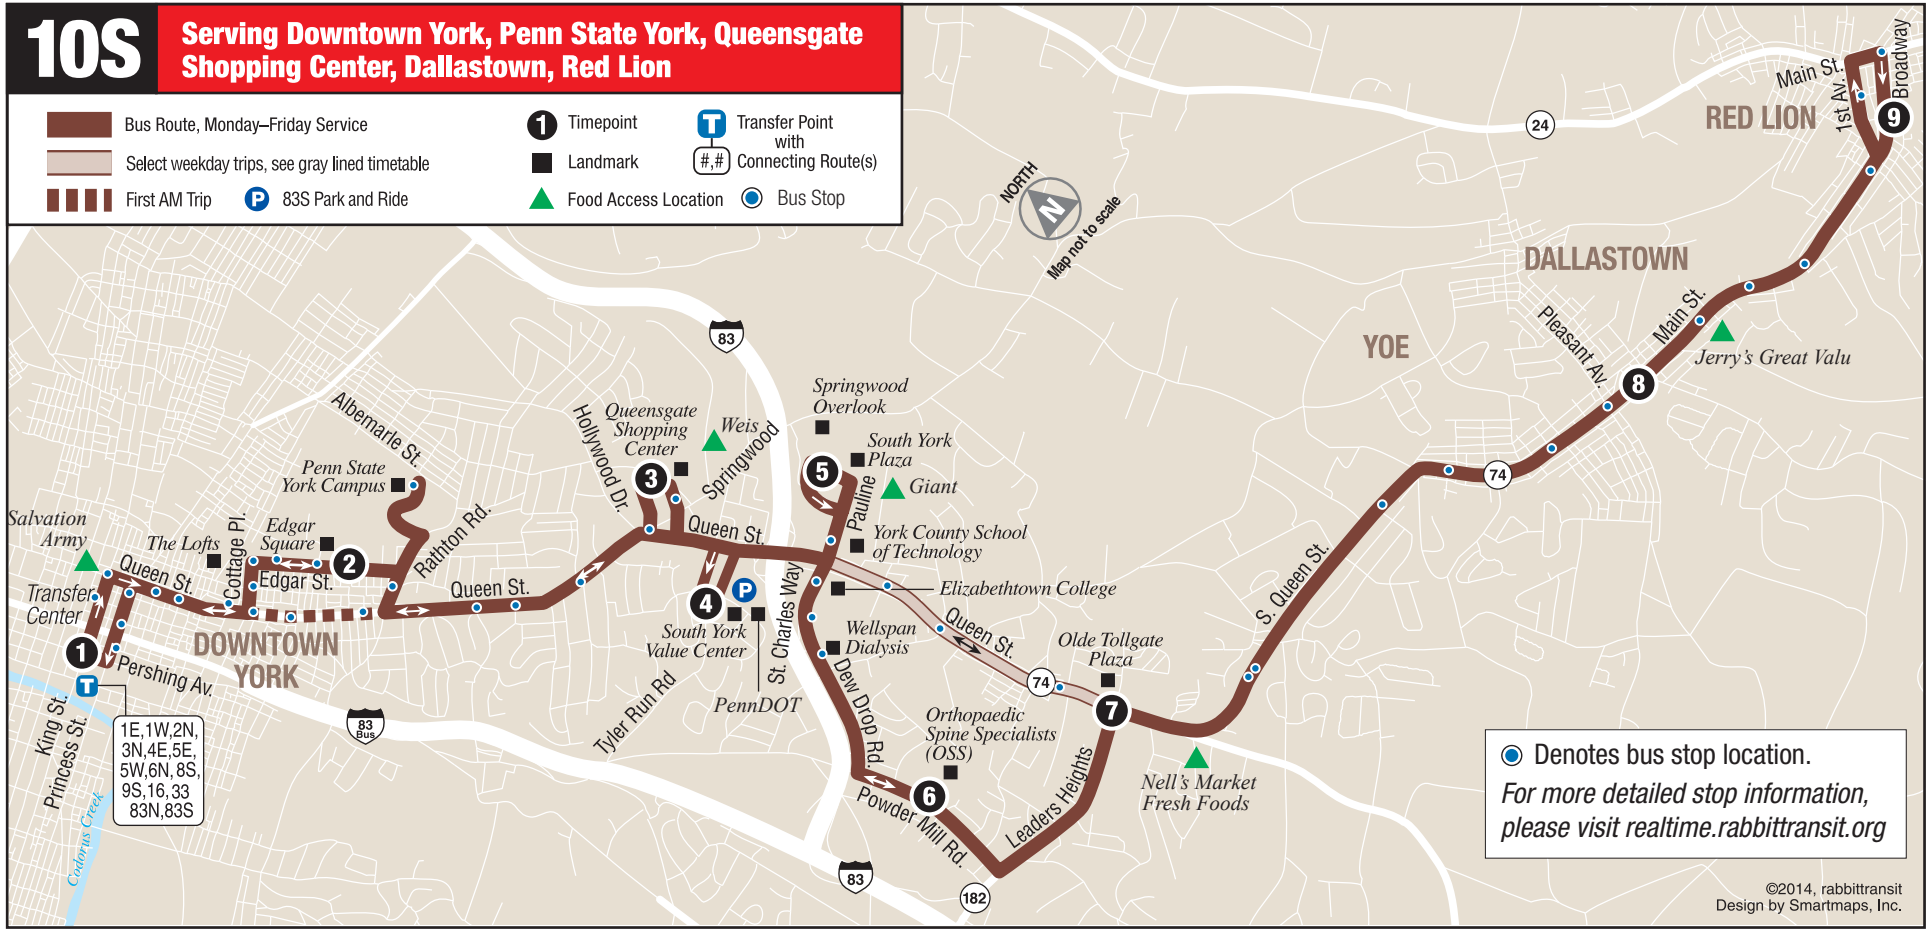 10S
Serving Downtown York, Penn State York, Queensgate
Shopping Center, Dallastown, Red Lion
Bus Route, Monday–Friday Service
Select weekday trips, see gray lined timetable
First AM Trip
P
83S Park and Ride
1
Timepoint
Landmark
Food Access Location
T
Transfer Point
with
Connecting Route(s)
#,#
Bus Stop
NORTH
N
Map not to scale
24
Main St.
1st Av.
Broadway
RED LION
9
DALLASTOWN
YOE
Pleasant Av.
Main St.
8
Jerry's Great Valu
74
S. Queen St.
83
Springwood
Overlook
5
South York
Plaza
Giant
Pauline
York County School
of Technology
Elizabethtown College
Hollywood Dr.
Queensgate
Shopping
Center
3
Weis
Springwood
Queen St.
4
P
South York
Value Center
PennDOT
Tyler Run Rd
St. Charles Way
Wellspan
Dialysis
Dew Drop Rd.
Queen St.
74
Olde Tollgate
Plaza
7
Orthopaedic
Spine Specialists
(OSS)
6
Powder Mill Rd.
Leaders Heights
Nell's Market
Fresh Foods
182
83
Albemarle St.
Penn State
York Campus
Rathton Rd.
Queen St.
Salvation
Army
The Lofts
Cottage Pl.
Edgar
Square
2
Edgar St.
Queen St.
Transfer
Center
DOWNTOWN
YORK
1
T
Pershing Av.
King St.
Princess St.
Codorus Creek
83
Bus
1E,1W,2N,
3N,4E,5E,
5W,6N, 8S,
9S,16, 33
83N,83S
Denotes bus stop location.
For more detailed stop information,
please visit realtime.rabbittransit.org
©2014, rabbittransit
Design by Smartmaps, Inc.